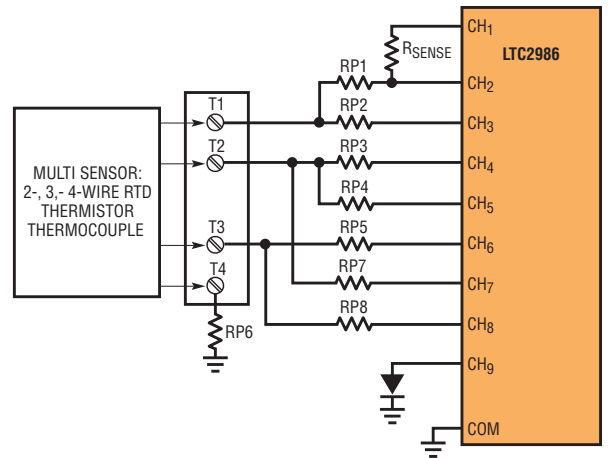 CH1
RSENSE
LTC2986
RP1
CH2
T1
RP2
CH3
T2
RP3
CH4
MULTI SENSOR:
2-, 3,- 4-WIRE RTD
THERMISTOR
THERMOCOUPLE
RP4
CH5
T3
RP5
CH6
T4
RP7
CH7
RP6
RP8
CH8
CH9
COM